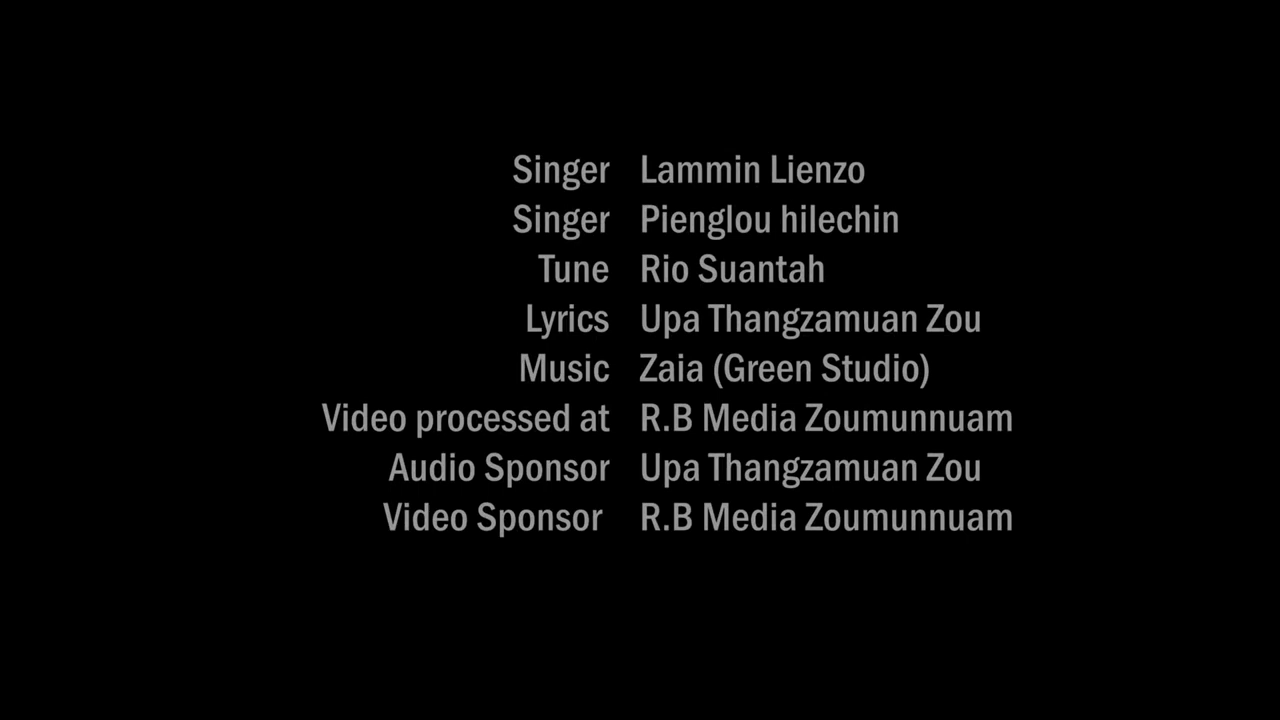 Singer Lammin Lienzo
Singer Pienglou hilechin
Tune Rio Suantah
Lyrics Upa Thangzamuan Zou
Music Zaia (Green Studio)
Video processed at R.B Media Zoumunnuam
Audio Sponsor Upa Thangzamuan Zou
Video Sponsor R.B Media Zoumunnuam